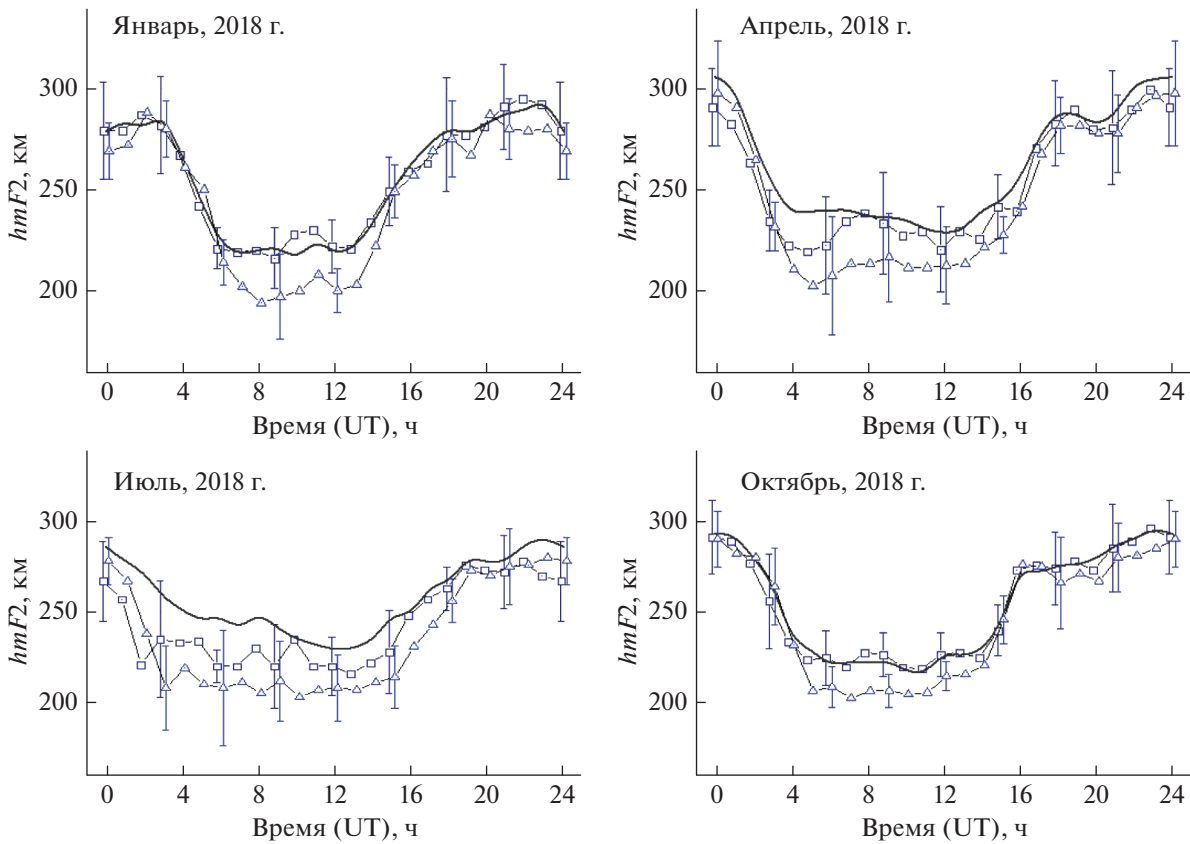 Январь, 2018 г.
300
250
200
hmF2, км
0 4 8 12 16 20 24
Время (UT), ч
Апрель, 2018 г.
300
250
200
hmF2, км
0 4 8 12 16 20 24
Время (UT), ч
Июль, 2018 г.
300
250
200
hmF2, км
0 4 8 12 16 20 24
Время (UT), ч
Октябрь, 2018 г.
300
250
200
hmF2, км
0 4 8 12 16 20 24
Время (UT), ч